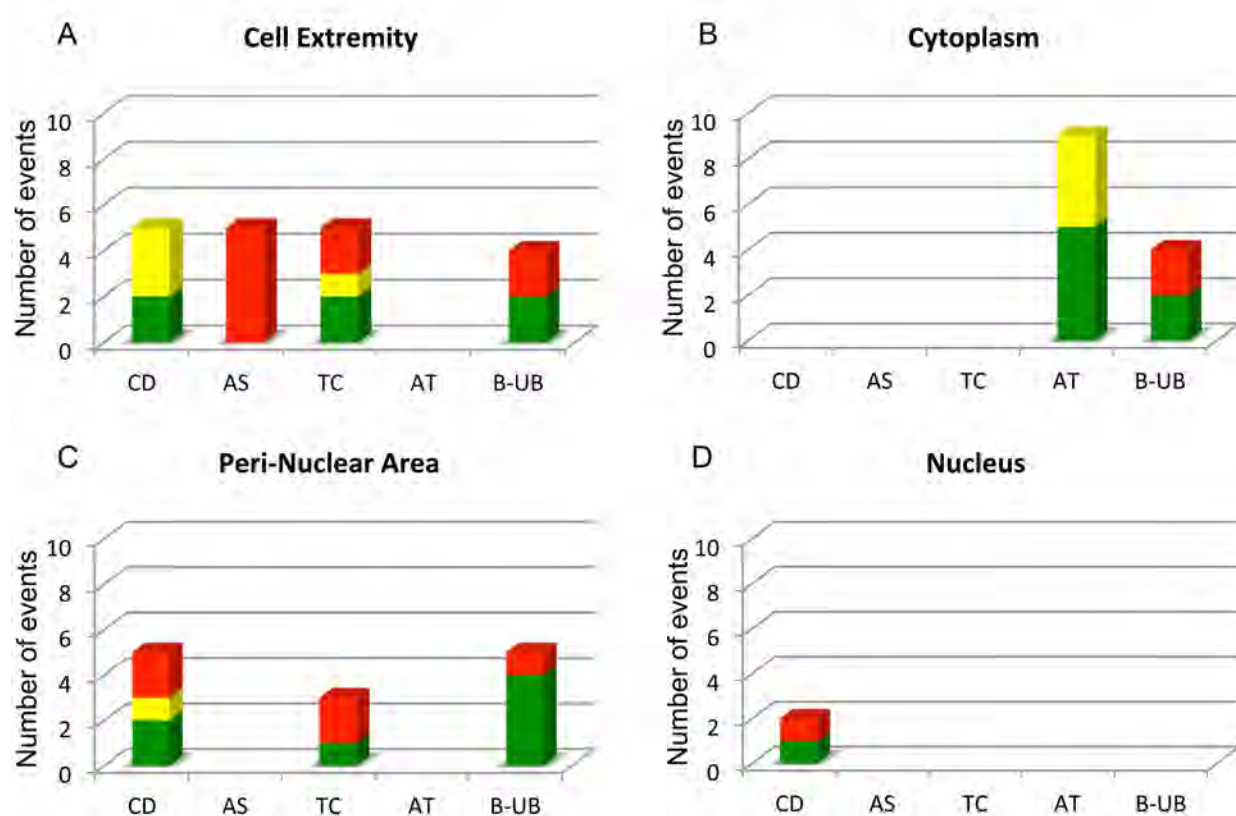 A
Cell Extremity
Number of events
10
8
6
4
2
0
CD AS TC AT B-UB
B
Cytoplasm
Number of events
10
8
6
4
2
0
CD AS TC AT B-UB
C
Peri-Nuclear Area
Number of events
10
8
6
4
2
0
CD AS TC AT B-UB
D
Nucleus
Number of events
10
8
6
4
2
0
CD AS TC AT B-UB